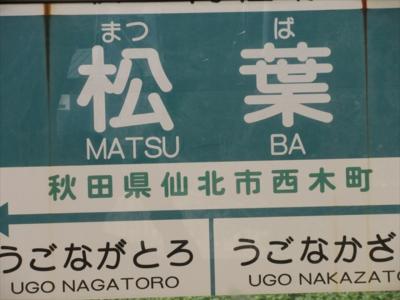 まつ ば
松 葉
MATSU BA
秋田県仙北市西木町
うごながとろ うごなかざ
UGO NAGATORO UGO NAKAZATO